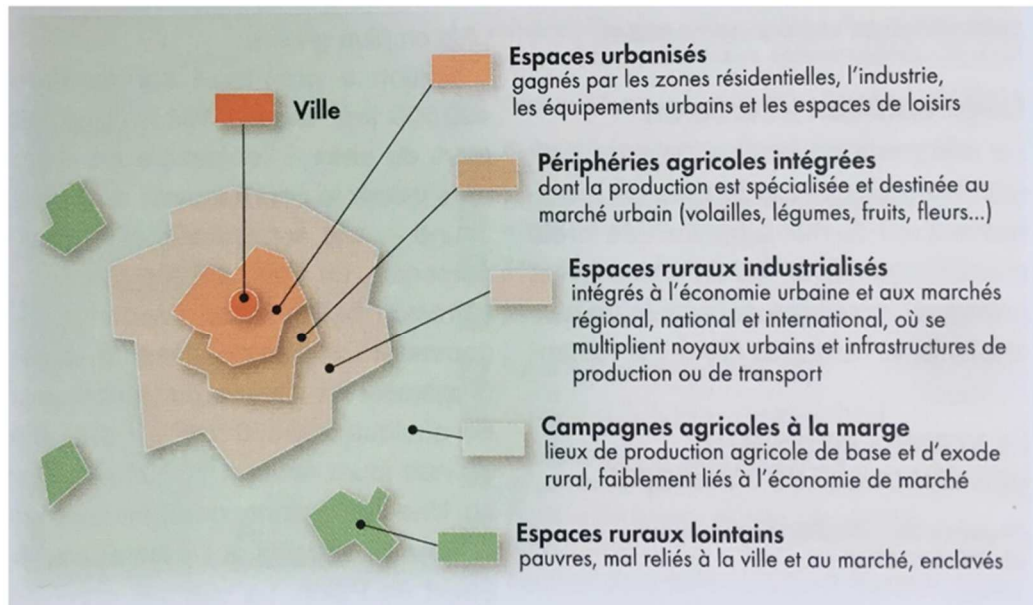 Ville
Espaces urbanisés
gagnés par les zones résidentielles, l'industrie,
les équipements urbains et les espaces de loisirs
Périphéries agricoles intégrées
dont la production est spécialisée et destinée au
marché urbain (volailles, légumes, fruits, fleurs...)
Espaces ruraux industrialisés
intégrés à l'économie urbaine et aux marchés
régional, national et international, où se
multiplient noyaux urbains et infrastructures de
production ou de transport
Campagnes agricoles à la marge
lieux de production agricole de base et d'exode
rural, faiblement liés à l'économie de marché
Espaces ruraux lointains
pauvres, mal reliés à la ville et au marché, enclavés